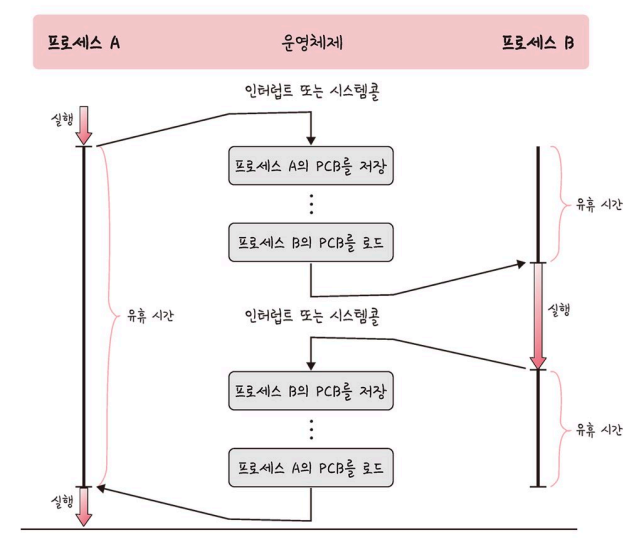 프로세스 A
운영체제
프로세스 B
인터럽트 또는 시스템콜
실행
프로세스 A의 PCB를 저장
유휴 시간
프로세스 B의 PCB를 로드
실행
유휴 시간
인터럽트 또는 시스템콜
프로세스 B의 PCB를 저장
유휴 시간
프로세스 A의 PCB를 로드
실행